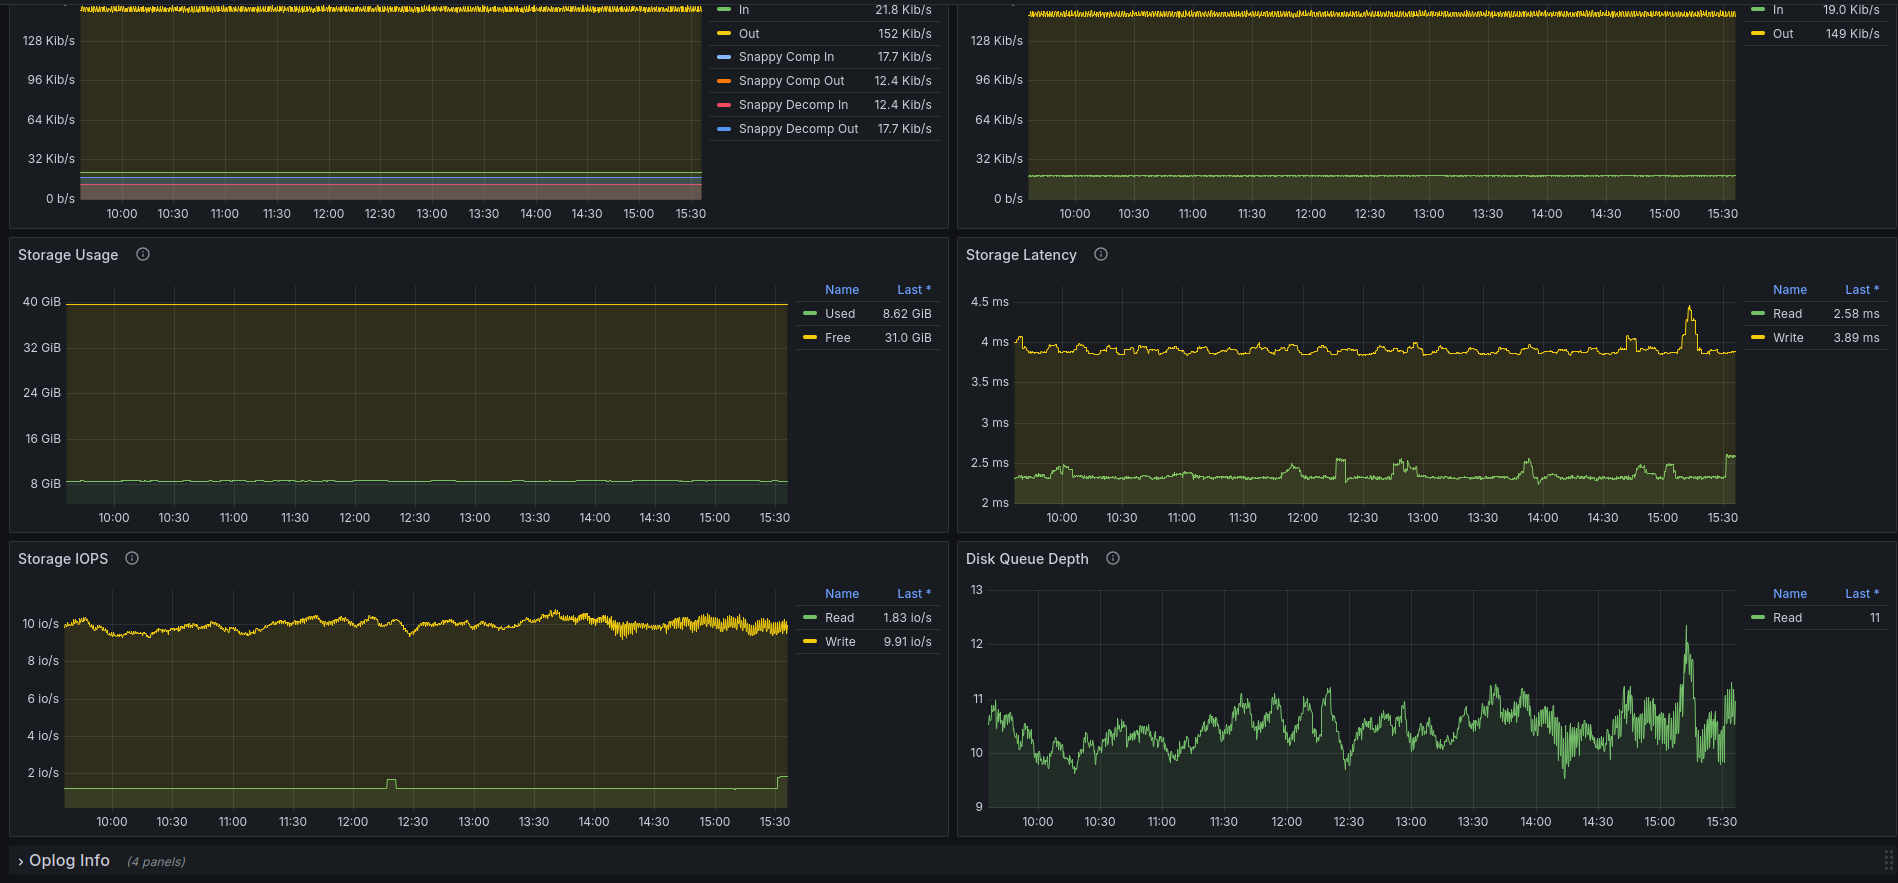 In 21.8 Kib/s
128 Kib/s
Out 152 Kib/s
Snappy Comp In 17.7 Kib/s
96 Kib/s
Snappy Comp Out 12.4 Kib/s
Snappy Decomp In 12.4 Kib/s
64 Kib/s
Snappy Decomp Out 17.7 Kib/s
32 Kib/s
0 b/s
10:00 10:30 11:00 11:30 12:00 12:30 13:00 13:30 14:00 14:30 15:00 15:30
In 19.0 Kib/s
128 Kib/s
Out 149 Kib/s
96 Kib/s
64 Kib/s
32 Kib/s
0 b/s
10:00 10:30 11:00 11:30 12:00 12:30 13:00 13:30 14:00 14:30 15:00 15:30
Storage Usage
Name Last *
40 GiB
Used 8.62 GiB
Free 31.0 GiB
32 GiB
24 GiB
16 GiB
8 GiB
10:00 10:30 11:00 11:30 12:00 12:30 13:00 13:30 14:00 14:30 15:00 15:30
Storage Latency
Name Last *
4.5 ms
Read 2.58 ms
Write 3.89 ms
4 ms
3.5 ms
3 ms
2.5 ms
2 ms
10:00 10:30 11:00 11:30 12:00 12:30 13:00 13:30 14:00 14:30 15:00 15:30
Storage IOPS
Name Last *
Read 1.83 io/s
10 io/s
Write 9.91 io/s
8 io/s
6 io/s
4 io/s
2 io/s
10:00 10:30 11:00 11:30 12:00 12:30 13:00 13:30 14:00 14:30 15:00 15:30
Disk Queue Depth
13
Name Last *
Read 11
12
11
10
9
10:00 10:30 11:00 11:30 12:00 12:30 13:00 13:30 14:00 14:30 15:00 15:30
› Oplog Info (4 panels)